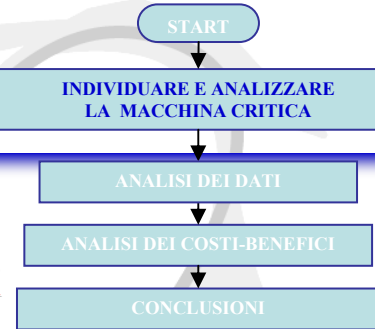 START
INDIVIDUARE E ANALIZZARE
LA MACCHINA CRITICA
ANALISI DEI DATI
ANALISI DEI COSTI-BENEFICI
CONCLUSIONI